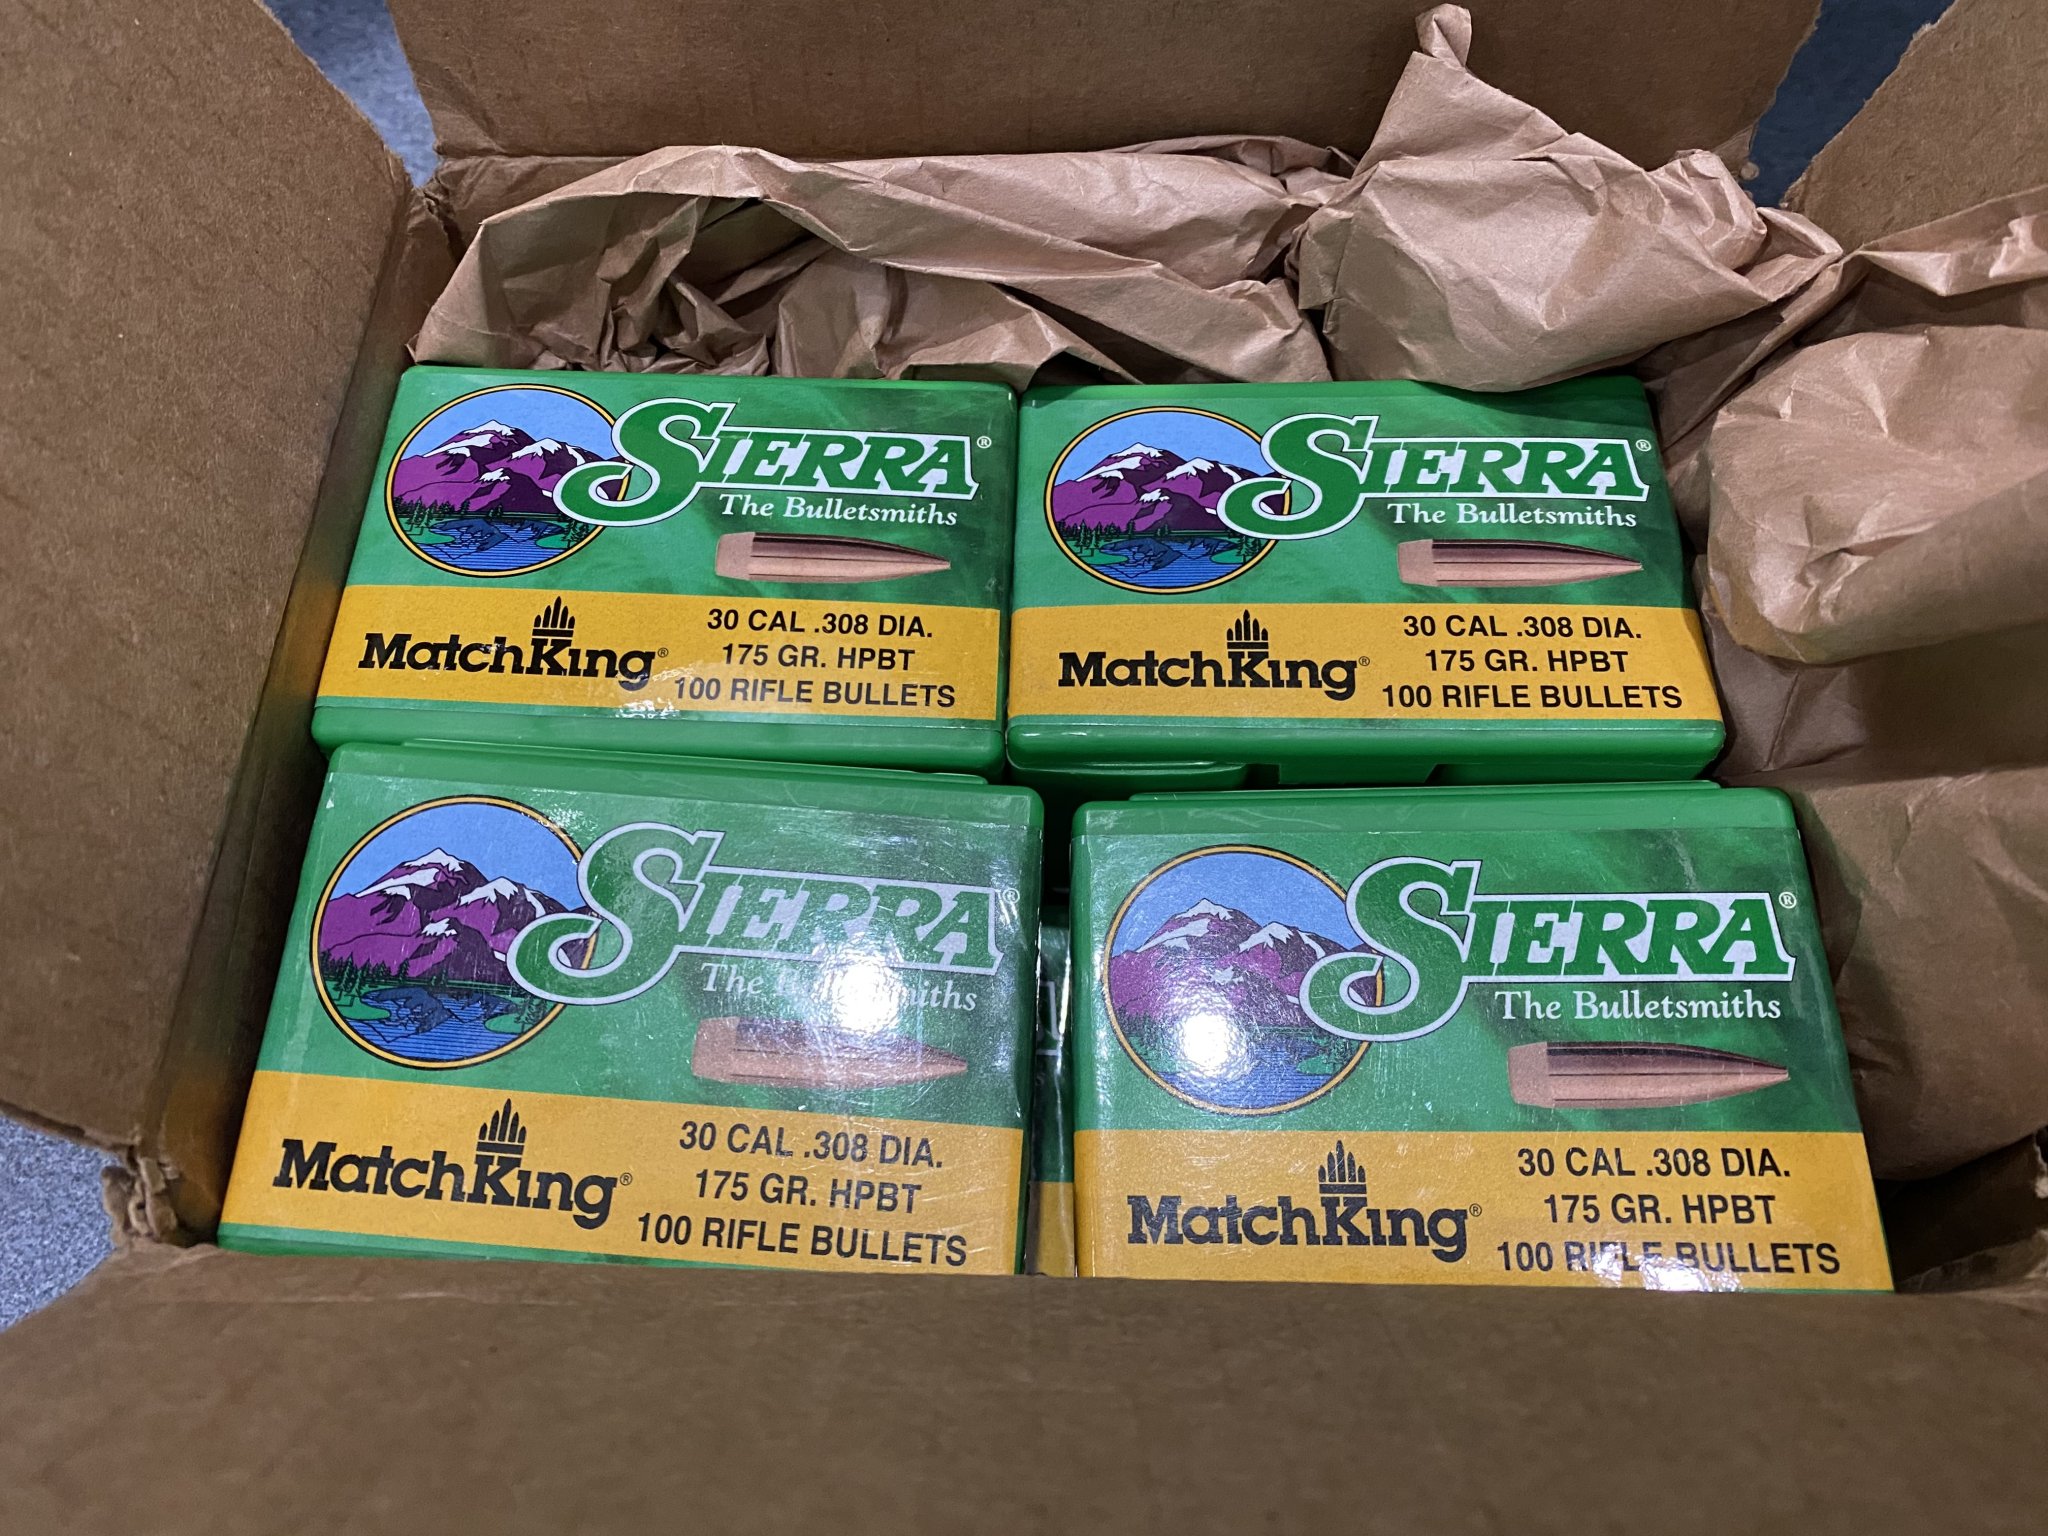 SIERRA®
The Bulletsmiths
MatchKing®
30 CAL .308 DIA.
175 GR. HPBT
100 RIFLE BULLETS
SIERRA®
The Bulletsmiths
MatchKing®
30 CAL .308 DIA.
175 GR. HPBT
100 RIFLE BULLETS
SIERRA®
The Bulletsmiths
MatchKing®
30 CAL .308 DIA.
175 GR. HPBT
100 RIFLE BULLETS
SIERRA®
The Bulletsmiths
MatchKing®
30 CAL .308 DIA.
175 GR. HPBT
100 RIFLE BULLETS